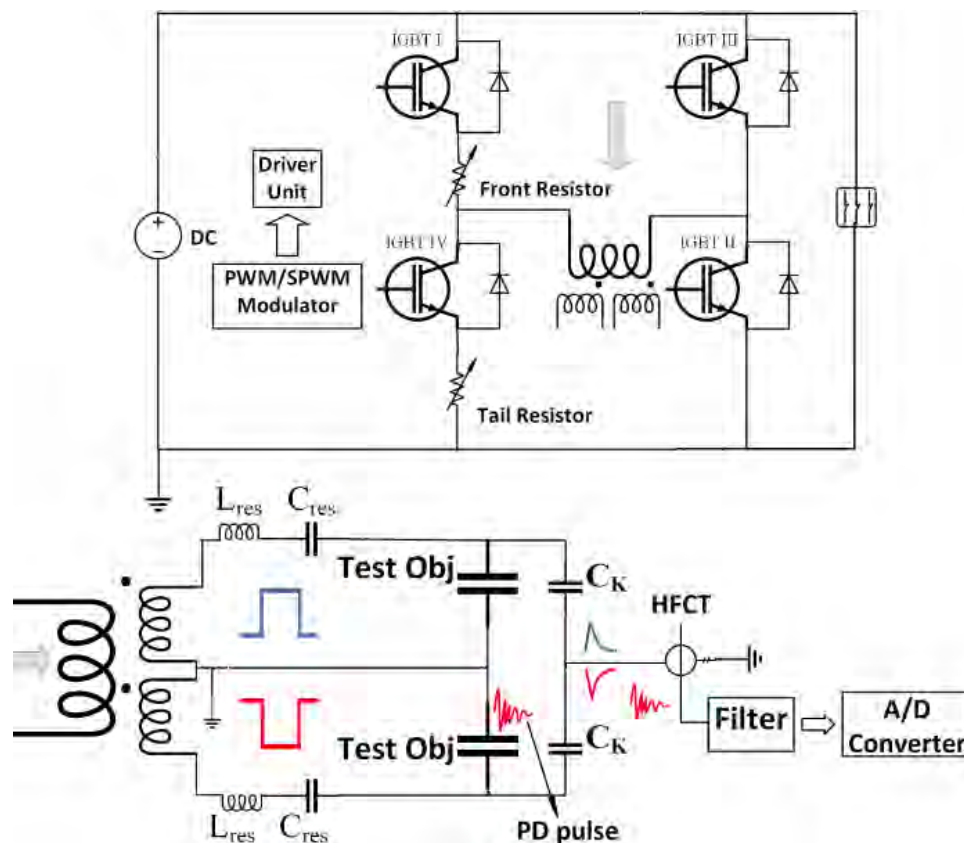 IGBT I
IGBT III
Driver
Unit
Front Resistor
+
−
DC
IGBT IV
IGBT II
PWM/SPWM
Modulator
Tail Resistor
Lres
Cres
Test Obj
CK
HFCT
Filter
A/D
Converter
Test Obj
CK
Lres
Cres
PD pulse